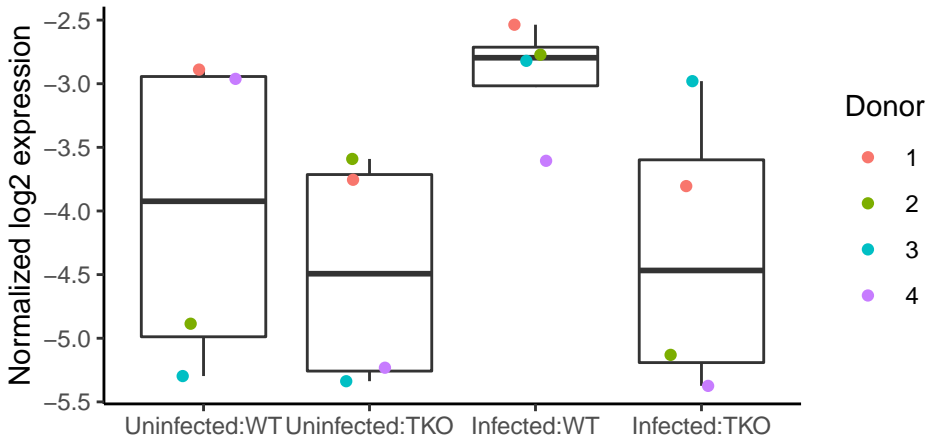 Normalized log2 expression
−2.5
−3.0
−3.5
−4.0
−4.5
−5.0
−5.5
Uninfected:WT
Uninfected:TKO
Infected:WT
Infected:TKO
Donor
1
2
3
4